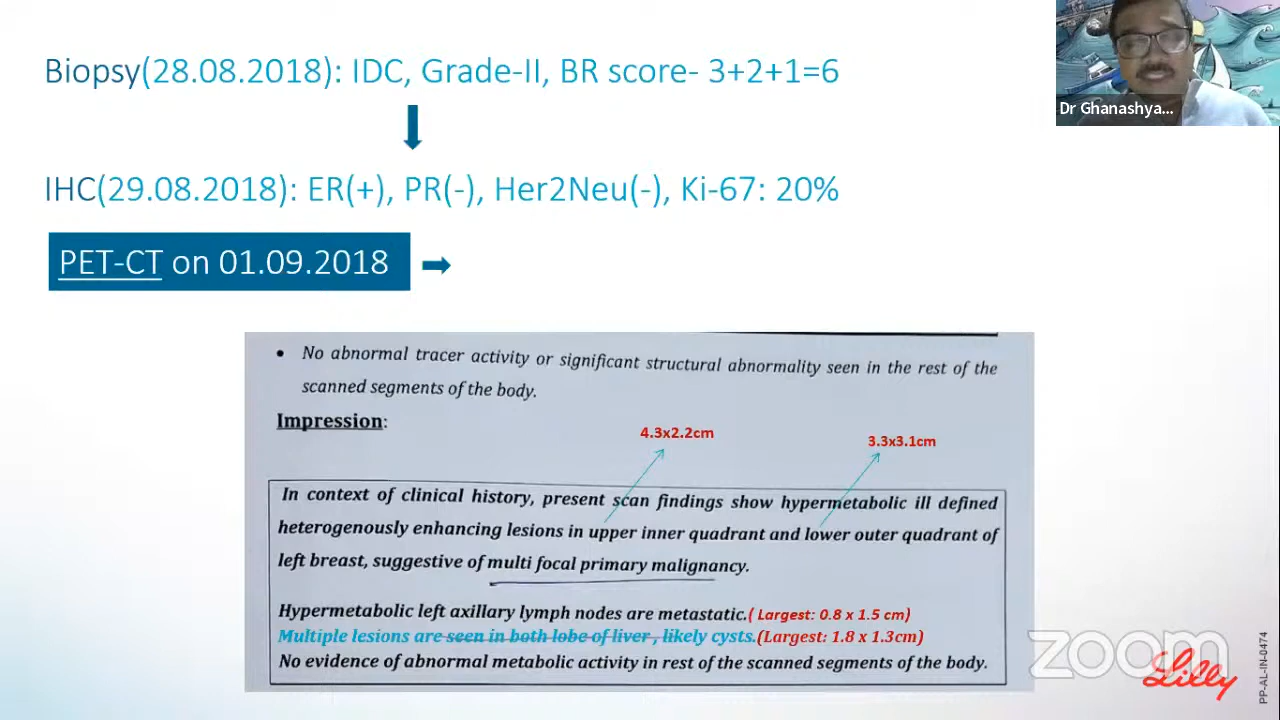 Biopsy(28.08.2018): IDC, Grade-II, BR score- 3+2+1=6
Dr Ghanashya...
IHC(29.08.2018): ER(+), PR(-), Her2Neu(-), Ki-67: 20%
PET-CT on 01.09.2018
• No abnormal tracer activity or significant structural abnormality seen in the rest of the
scanned segments of the body.
Impression:
4.3x2.2cm
3.3x3.1cm
In context of clinical history, present scan findings show hypermetabolic ill defined
heterogenously enhancing lesions in upper inner quadrant and lower outer quadrant of
left breast, suggestive of multi focal primary malignancy.
Hypermetabolic left axillary lymph nodes are metastatic.( Largest: 0.8 x 1.5 cm)
Multiple lesions are seen in both lobe of liver , likely cysts.(Largest: 1.8 x 1.3cm)
No evidence of abnormal metabolic activity in rest of the scanned segments of the body.
zoom
Lilly
PP-AL-IN-0474